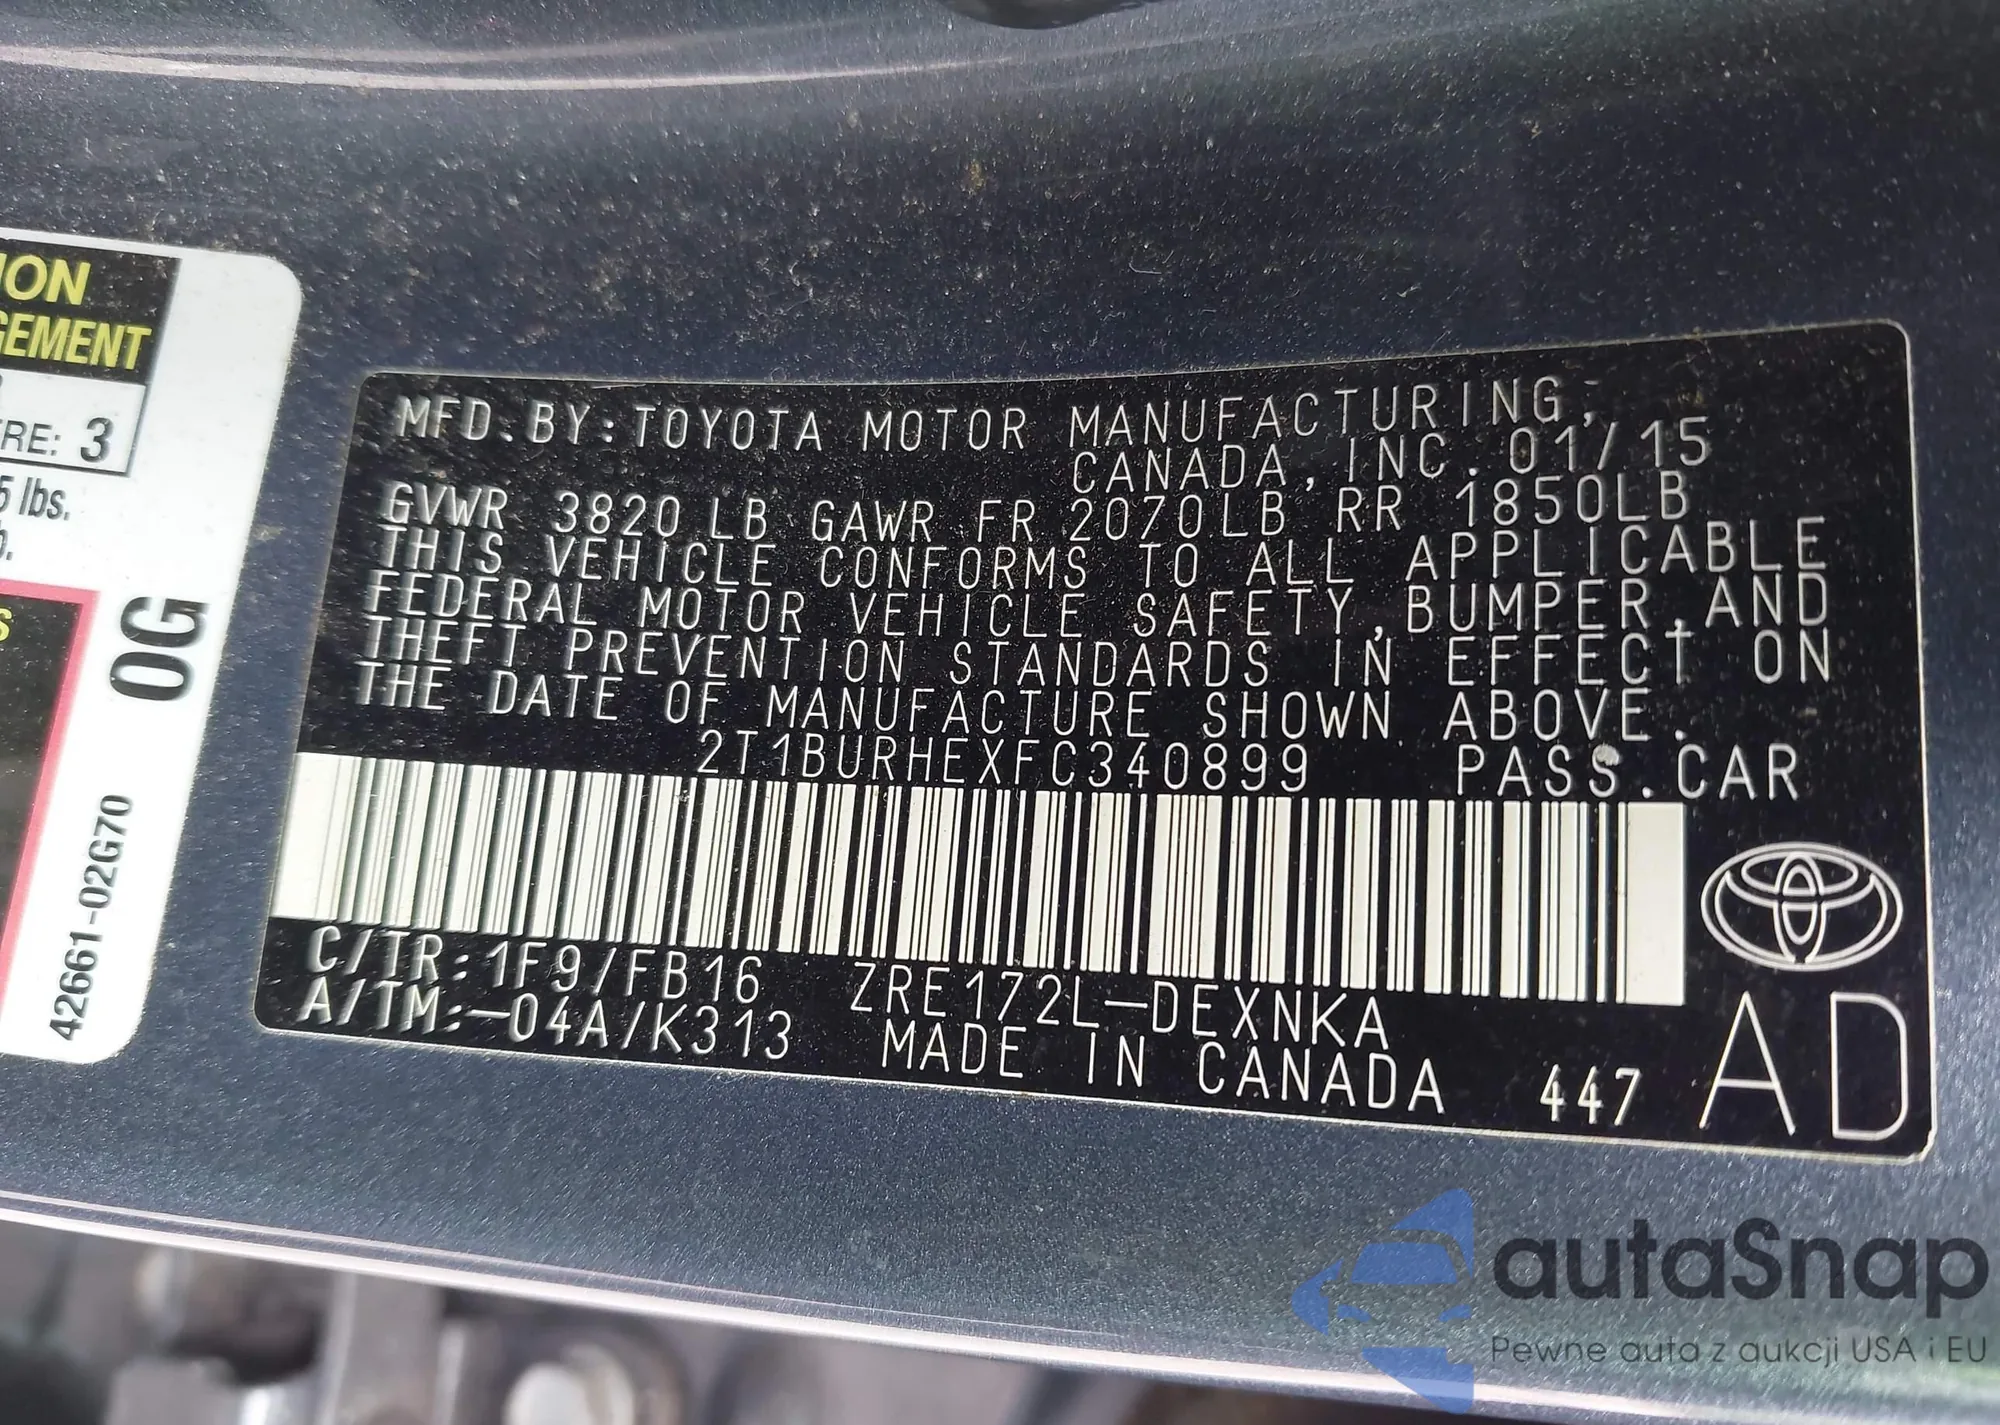 ION
GEMENT
RE: 3
5 lbs.
0G
42661-02G70
MFD.BY:TOYOTA MOTOR MANUFACTURING,
CANADA,INC.01/15
GVWR 3820LB GAWR FR 2070LB RR 1850LB
THIS VEHICLE CONFORMS TO ALL APPLICABLE
FEDERAL MOTOR VEHICLE SAFETY,BUMPER,AND
THEFT PREVENTION STANDARDS IN EFFECT ON
THE DATE OF MANUFACTURE SHOWN ABOVE.
2T1BURHEXFC340899 PASS.CAR
C/TR:1F9/FB16 ZRE172L-DEXNKA
A/TM:-04A/K313 MADE IN CANADA 447
AD
autaSnap
Pewne auta z aukcji USA i EU